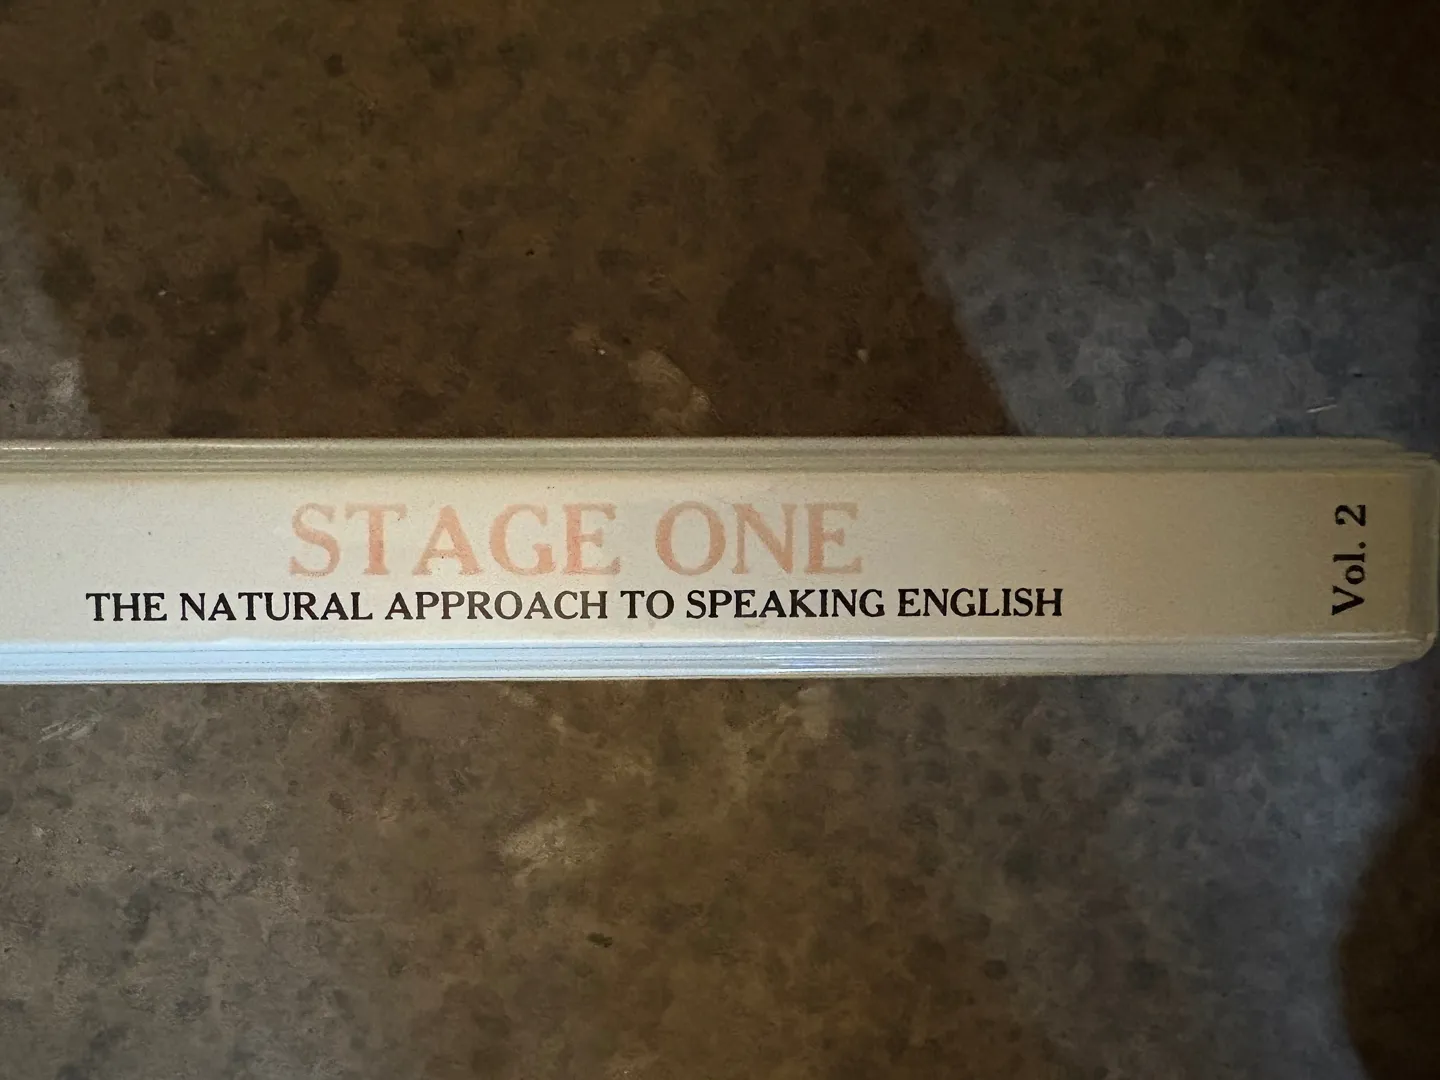 STAGE ONE
THE NATURAL APPROACH TO SPEAKING ENGLISH
Vol. 2